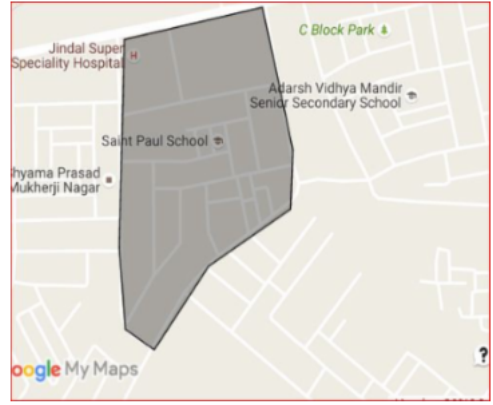 C Block Park
Jindal Super
Speciality Hospital
H
Adarsh Vidhya Mandir
Senior Secondary School
Saint Paul School
hyama Prasad
Mukherji Nagar
oogle My Maps
?